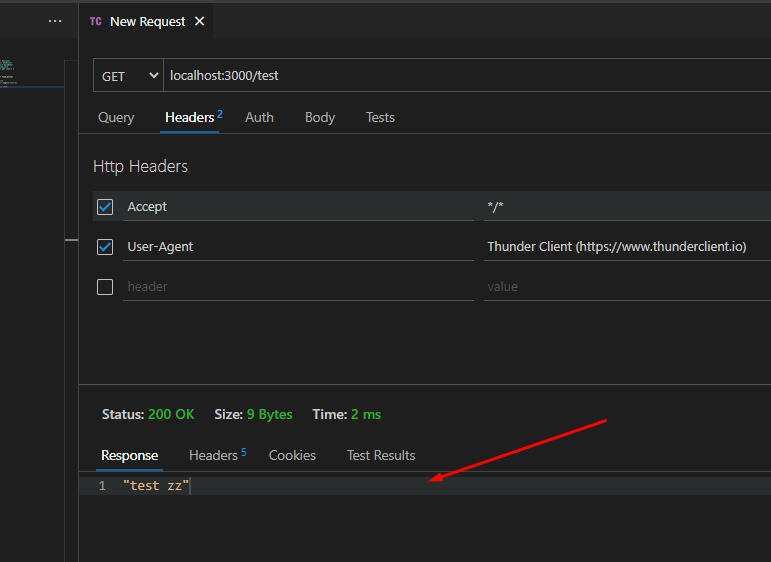 ... TC New Request ×
GET localhost:3000/test
Query Headers 2 Auth Body Tests
Http Headers
Accept */*
User-Agent Thunder Client (https://www.thunderclient.io)
header value
Status: 200 OK Size: 9 Bytes Time: 2 ms
Response Headers 5 Cookies Test Results
1 "test zz"